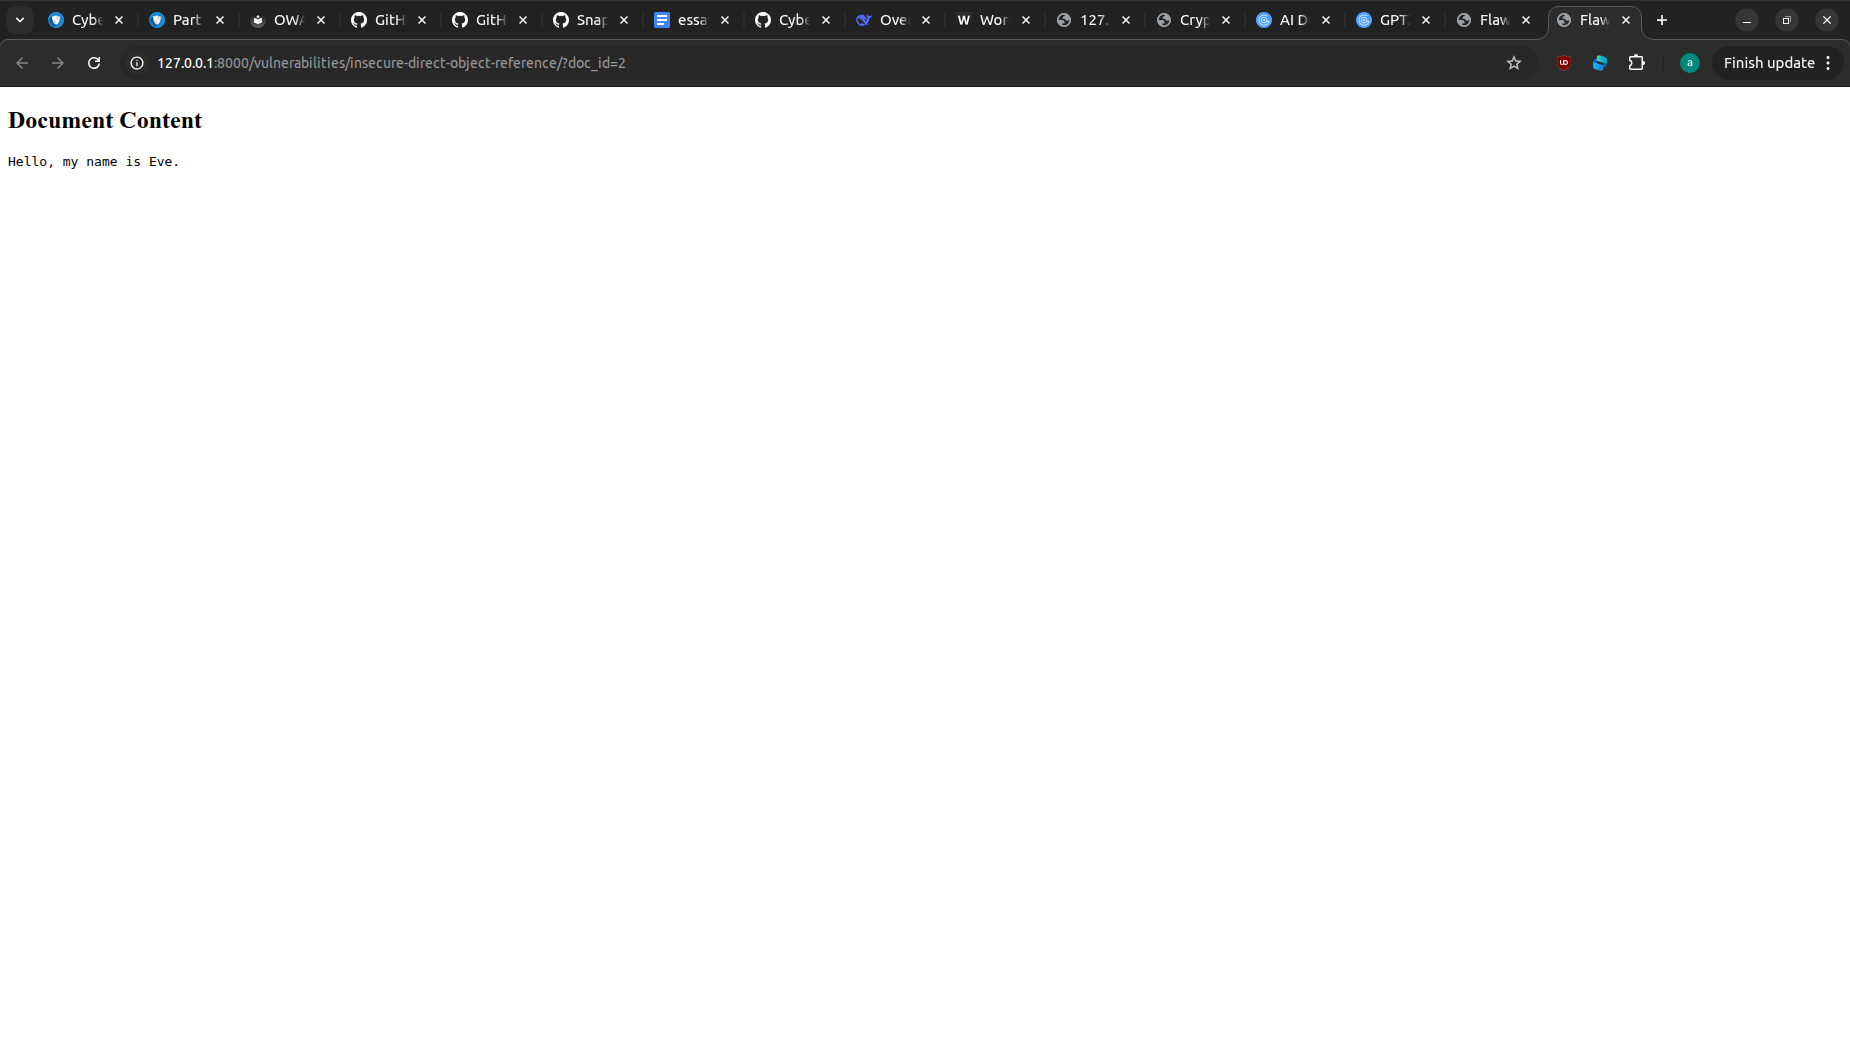 Cybe
Part
OWA
GitH
GitH
Snap
essa
Cybe
Over
Wor
127.
Cryp
AI D
GPT
Flaw
Flaw
127.0.0.1:8000/vulnerabilities/insecure-direct-object-reference/?doc_id=2
a
Finish update
Document Content
Hello, my name is Eve.